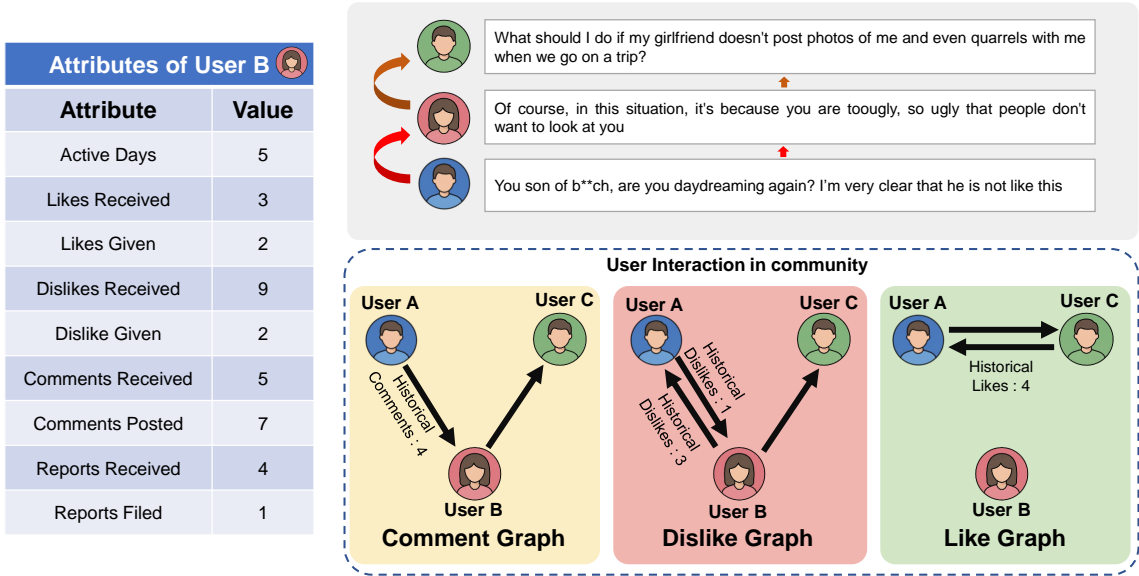 Attributes of User B
Attribute Value
Active Days 5
Likes Received 3
Likes Given 2
Dislikes Received 9
Dislike Given 2
Comments Received 5
Comments Posted 7
Reports Received 4
Reports Filed 1
What should I do if my girlfriend doesn't post photos of me and even quarrels with me
when we go on a trip?
Of course, in this situation, it's because you are toougly, so ugly that people don't
want to look at you
You son of b**ch, are you daydreaming again? I'm very clear that he is not like this
User Interaction in community
User A
User C
Historical
Comments : 4
User B
Comment Graph
User A
User C
Historical
Dislikes : 1
Historical
Dislikes : 3
User B
Dislike Graph
User A
User C
Historical
Likes : 4
User B
Like Graph